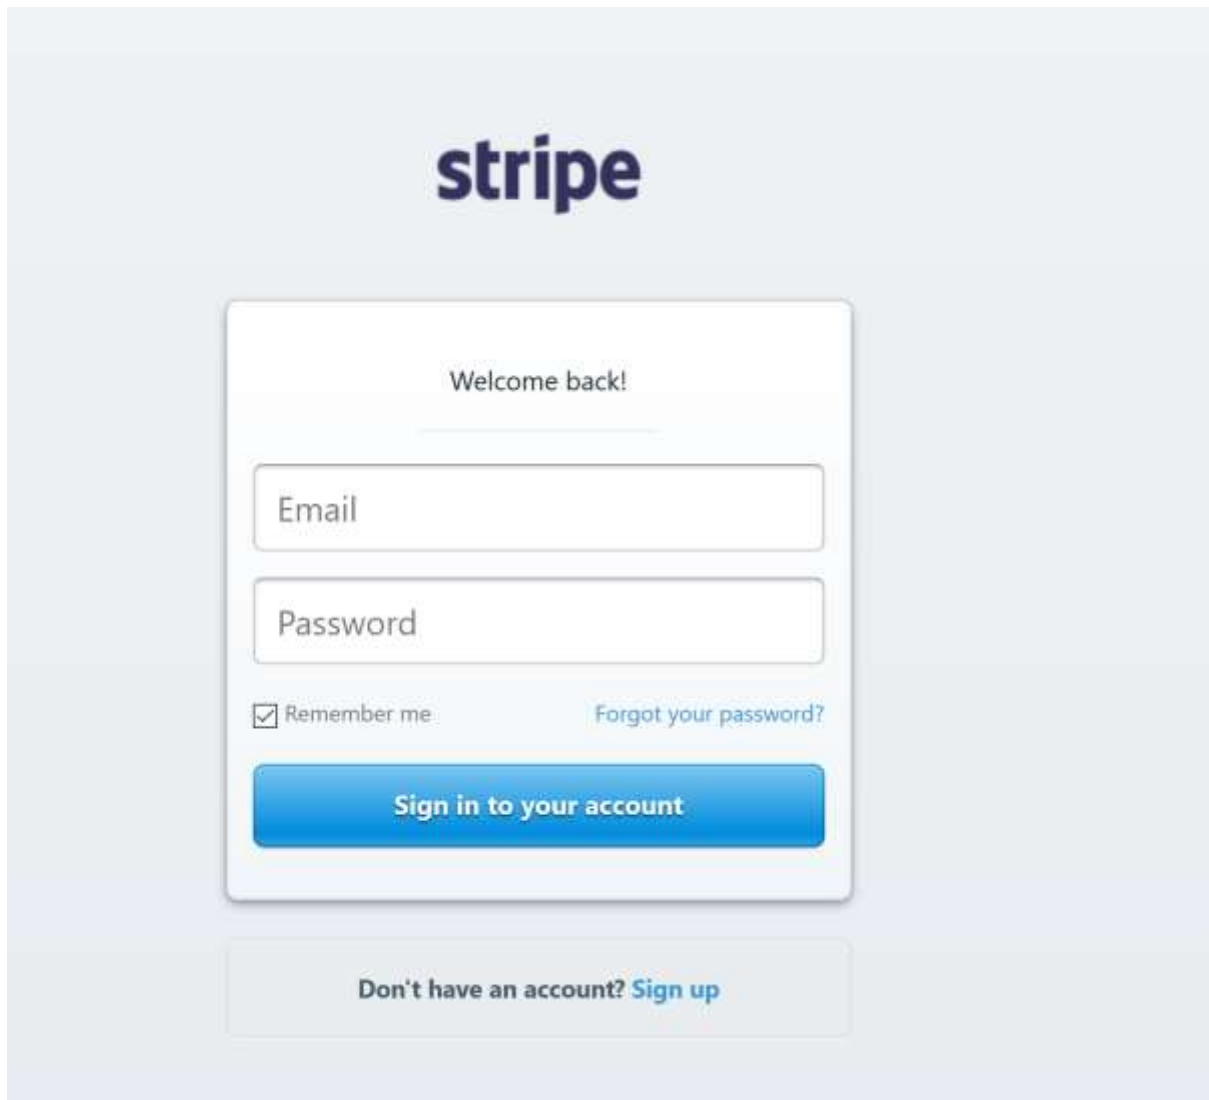 stripe
Welcome back!
Email
Password
Remember me Forgot your password?
Sign in to your account
Don't have an account? Sign up